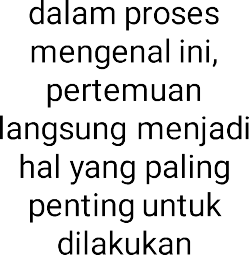 dalam proses
mengenal ini,
pertemuan
langsung menjadi
hal yang paling
penting untuk
dilakukan